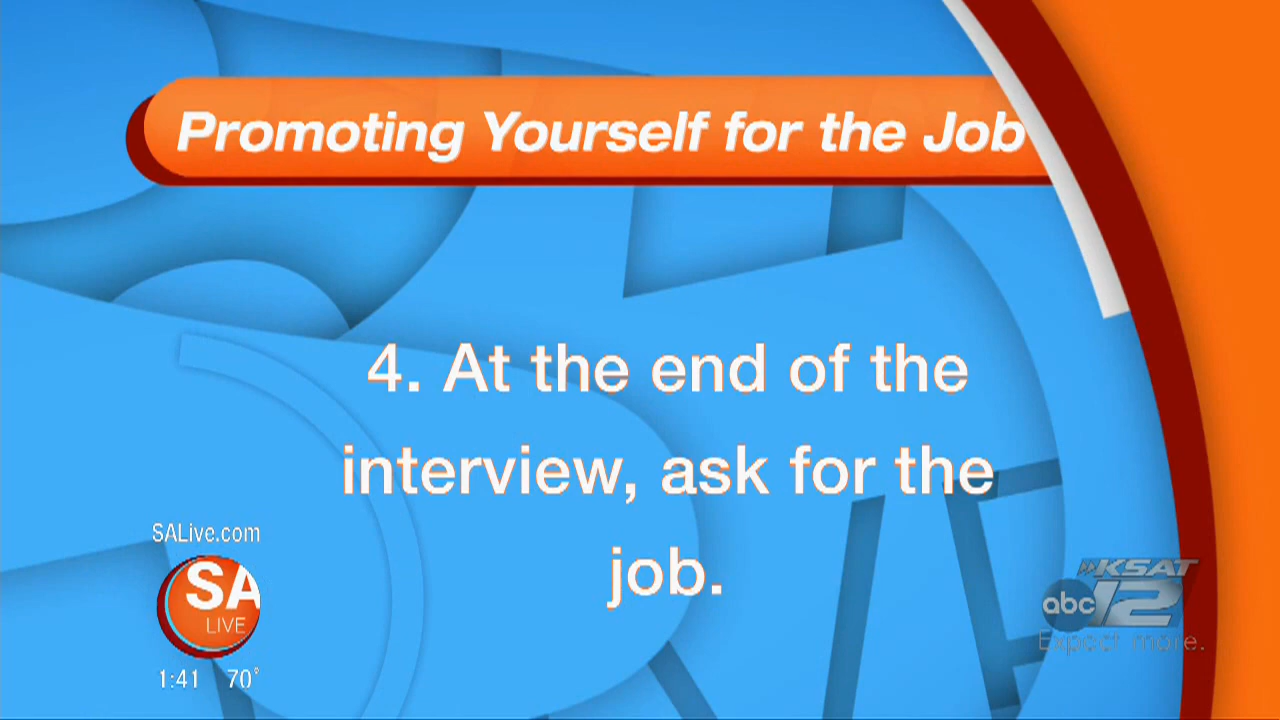 Promoting Yourself for the Job
4. At the end of the
interview, ask for the
job.
SALive.com
SA
LIVE
1:41 70°
KSAT
abc 12
Expect more.